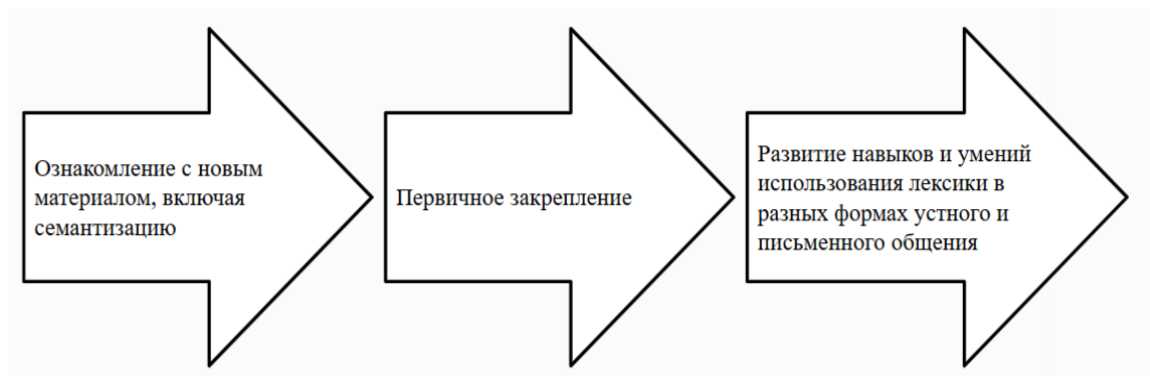 Ознакомление с новым
материалом, включая
семантизацию
Первичное закрепление
Развитие навыков и умений
использования лексики в
разных формах устного и
письменного общения